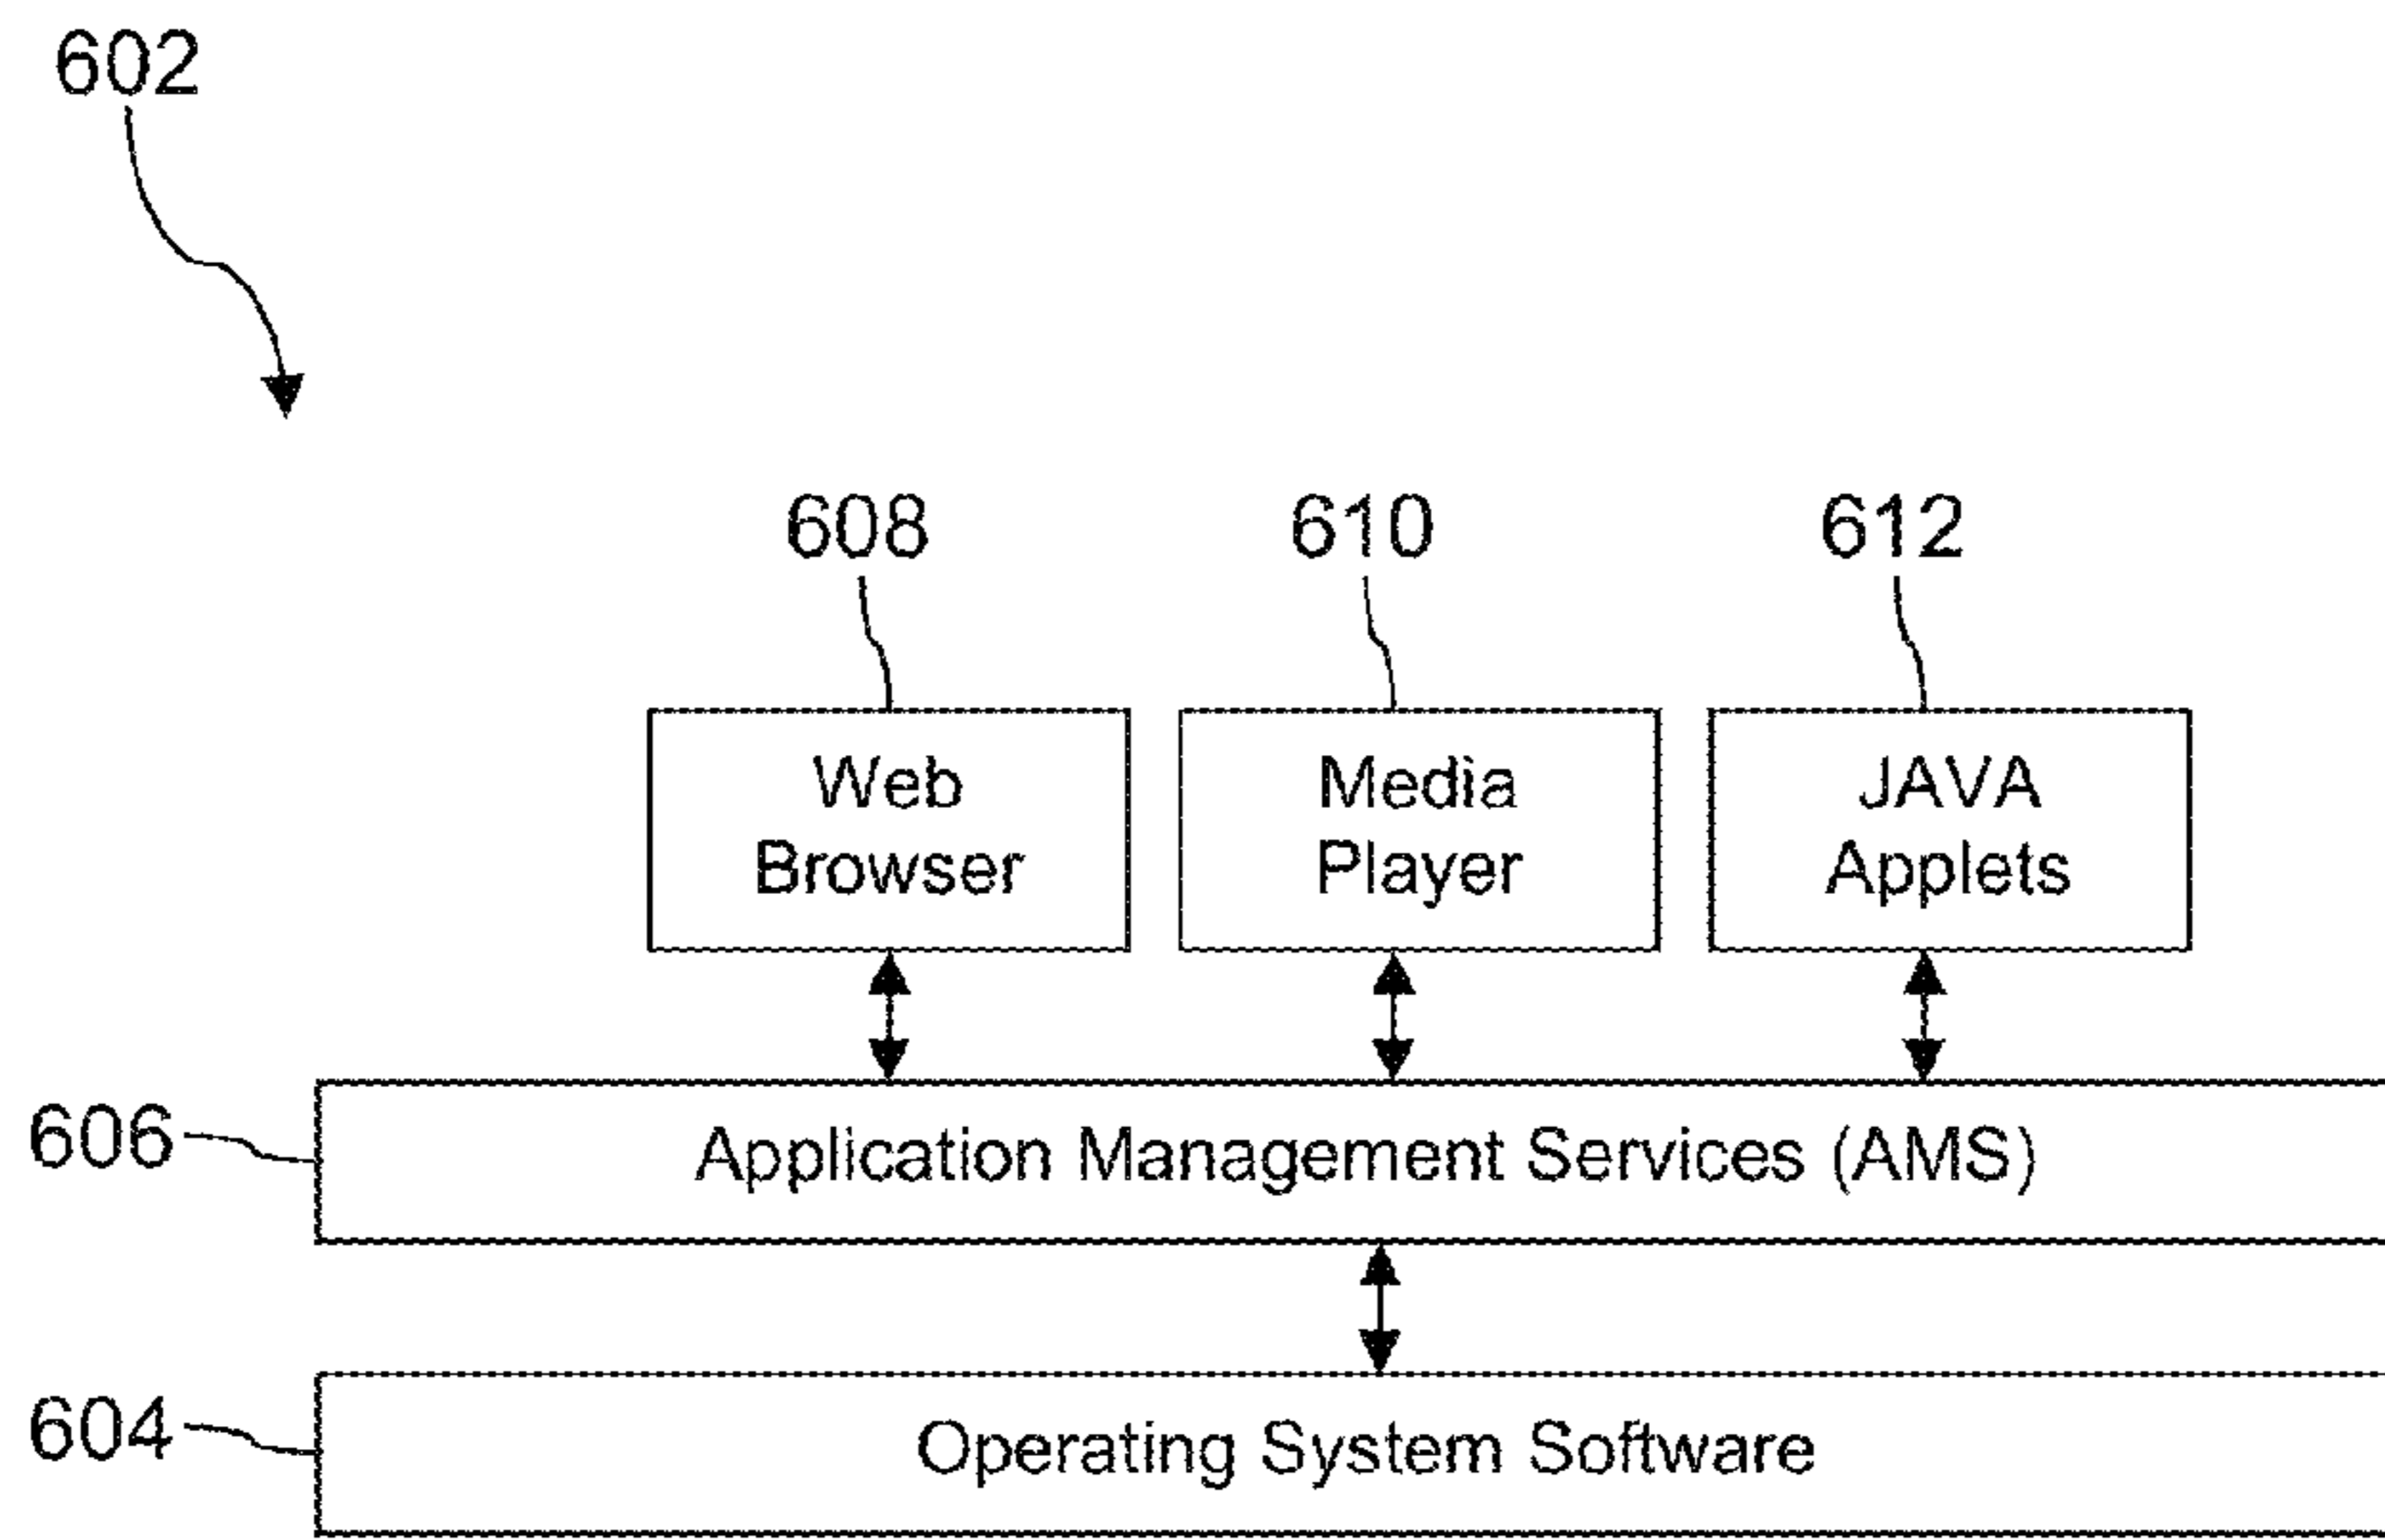 602
608
610
612
Web
Browser
Media
Player
JAVA
Applets
606
Application Management Services (AMS)
604
Operating System Software